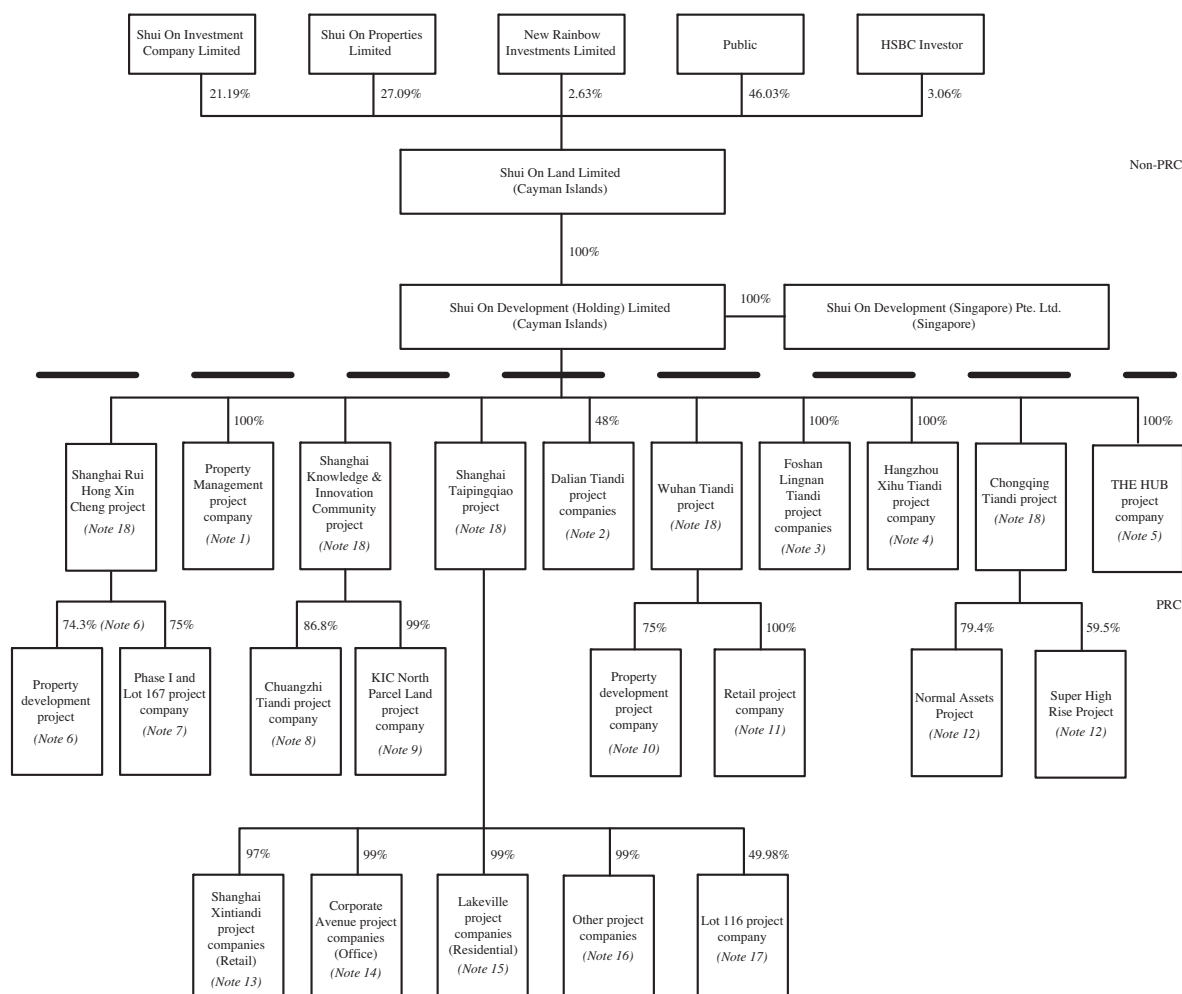 Shui On Investment
Company Limited
Shui On Properties
Limited
New Rainbow
Investments Limited
Public
HSBC Investor
21.19%
27.09%
2.63%
46.03%
3.06%
Shui On Land Limited
(Cayman Islands)
Non-PRC
100%
Shui On Development (Holding) Limited
(Cayman Islands)
100%
Shui On Development (Singapore) Pte. Ltd.
(Singapore)
100%
48%
100%
100%
100%
Shanghai Rui
Hong Xin
Cheng project
(Note 18)
Property
Management
project
company
(Note 1)
Shanghai
Knowledge &
Innovation
Community
project
(Note 18)
Shanghai
Taipingqiao
project
(Note 18)
Dalian Tiandi
project
companies
(Note 2)
Wuhan Tiandi
project
(Note 18)
Foshan
Lingnan
Tiandi
project
companies
(Note 3)
Hangzhou
Xihu Tiandi
project
company
(Note 4)
Chongqing
Tiandi project
(Note 18)
THE HUB
project
company
(Note 5)
PRC
74.3% (Note 6)
75%
86.8%
99%
75%
100%
79.4%
59.5%
Property
development
project
(Note 6)
Phase I and
Lot 167 project
company
(Note 7)
Chuangzhi
Tiandi project
company
(Note 8)
KIC North
Parcel Land
project
company
(Note 9)
Property
development
project
company
(Note 10)
Retail project
company
(Note 11)
Normal Assets
Project
(Note 12)
Super High
Rise Project
(Note 12)
97%
99%
99%
99%
49.98%
Shanghai
Xintiandi
project
companies
(Retail)
(Note 13)
Corporate
Avenue project
companies
(Office)
(Note 14)
Lakeville
project
companies
(Residential)
(Note 15)
Other project
companies
(Note 16)
Lot 116 project
company
(Note 17)